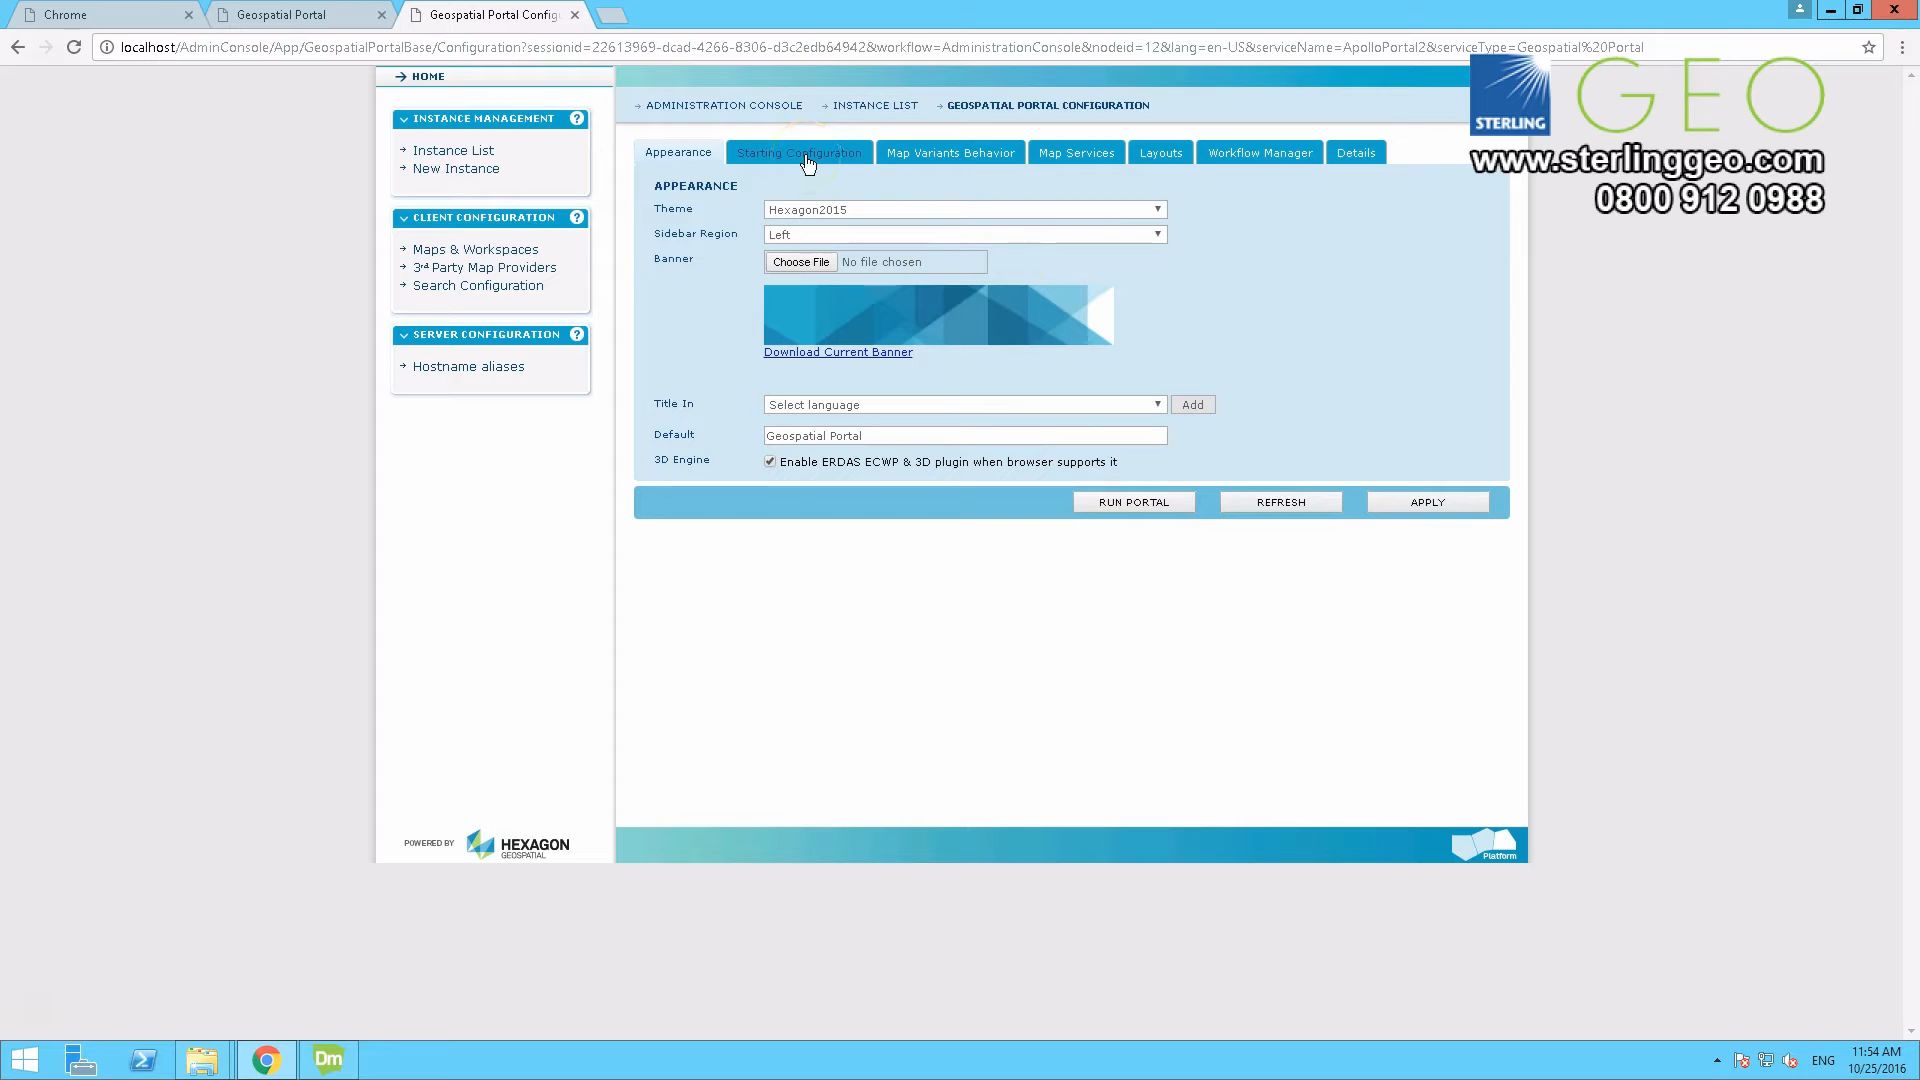 Chrome
Geospatial Portal
Geospatial Portal Config
localhost/AdminConsole/App/GeospatialPortalBase/Configuration?sessionid=22613969-dcad-4266-8306-d3c2edb64942&workflow=AdministrationConsole&nodeid=12&lang=en-US&serviceName=ApolloPortal2&serviceType=Geospatial%20Portal
HOME
STERLING GEO
www.sterlinggeo.com
0800 912 0988
ADMINISTRATION CONSOLE INSTANCE LIST GEOSPATIAL PORTAL CONFIGURATION
INSTANCE MANAGEMENT ?
Instance List
New Instance
CLIENT CONFIGURATION ?
Maps & Workspaces
3rd Party Map Providers
Search Configuration
SERVER CONFIGURATION ?
Hostname aliases
Appearance Starting Configuration Map Variants Behavior Map Services Layouts Workflow Manager Details
APPEARANCE
Theme Hexagon2015
Sidebar Region Left
Banner Choose File No file chosen
Download Current Banner
Title In Select language Add
Default Geospatial Portal
3D Engine Enable ERDAS ECWP & 3D plugin when browser supports it
RUN PORTAL REFRESH APPLY
POWERED BY HEXAGON
GEOSPATIAL
Platform
Dm
ENG
11:54 AM
10/25/2016